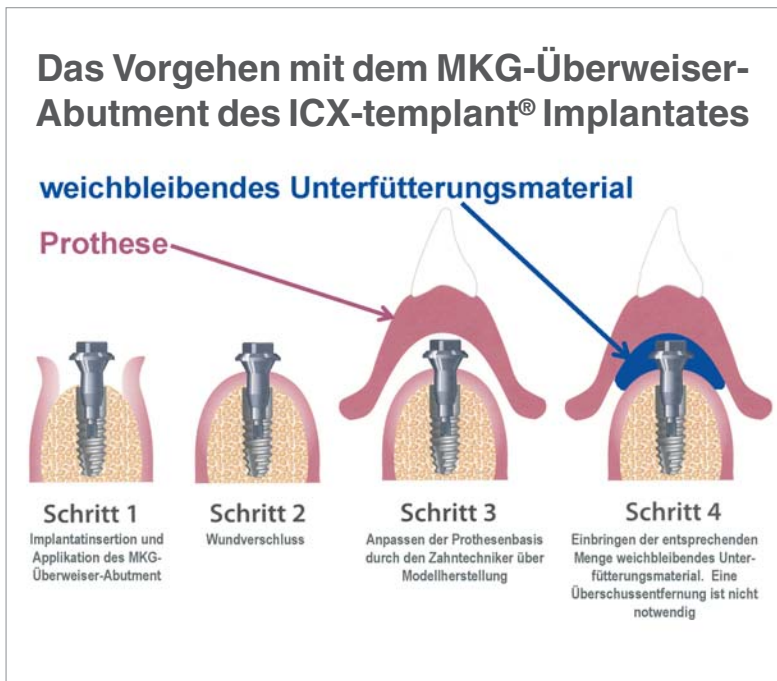 Das Vorgehen mit dem MKG-Überweiser-
Abutment des ICX-templant® Implantates
weichbleibendes Unterfütterungsmaterial
Prothese
Schritt 1
Implantatinsertion und
Applikation des MKG-
Überweiser-Abutment
Schritt 2
Wundverschluss
Schritt 3
Anpassen der Prothesenbasis
durch den Zahntechniker über
Modellherstellung
Schritt 4
Einbringen der entsprechenden
Menge weichbleibendes Unter-
fütterungsmaterial. Eine
Überschussentfernung ist nicht
notwendig